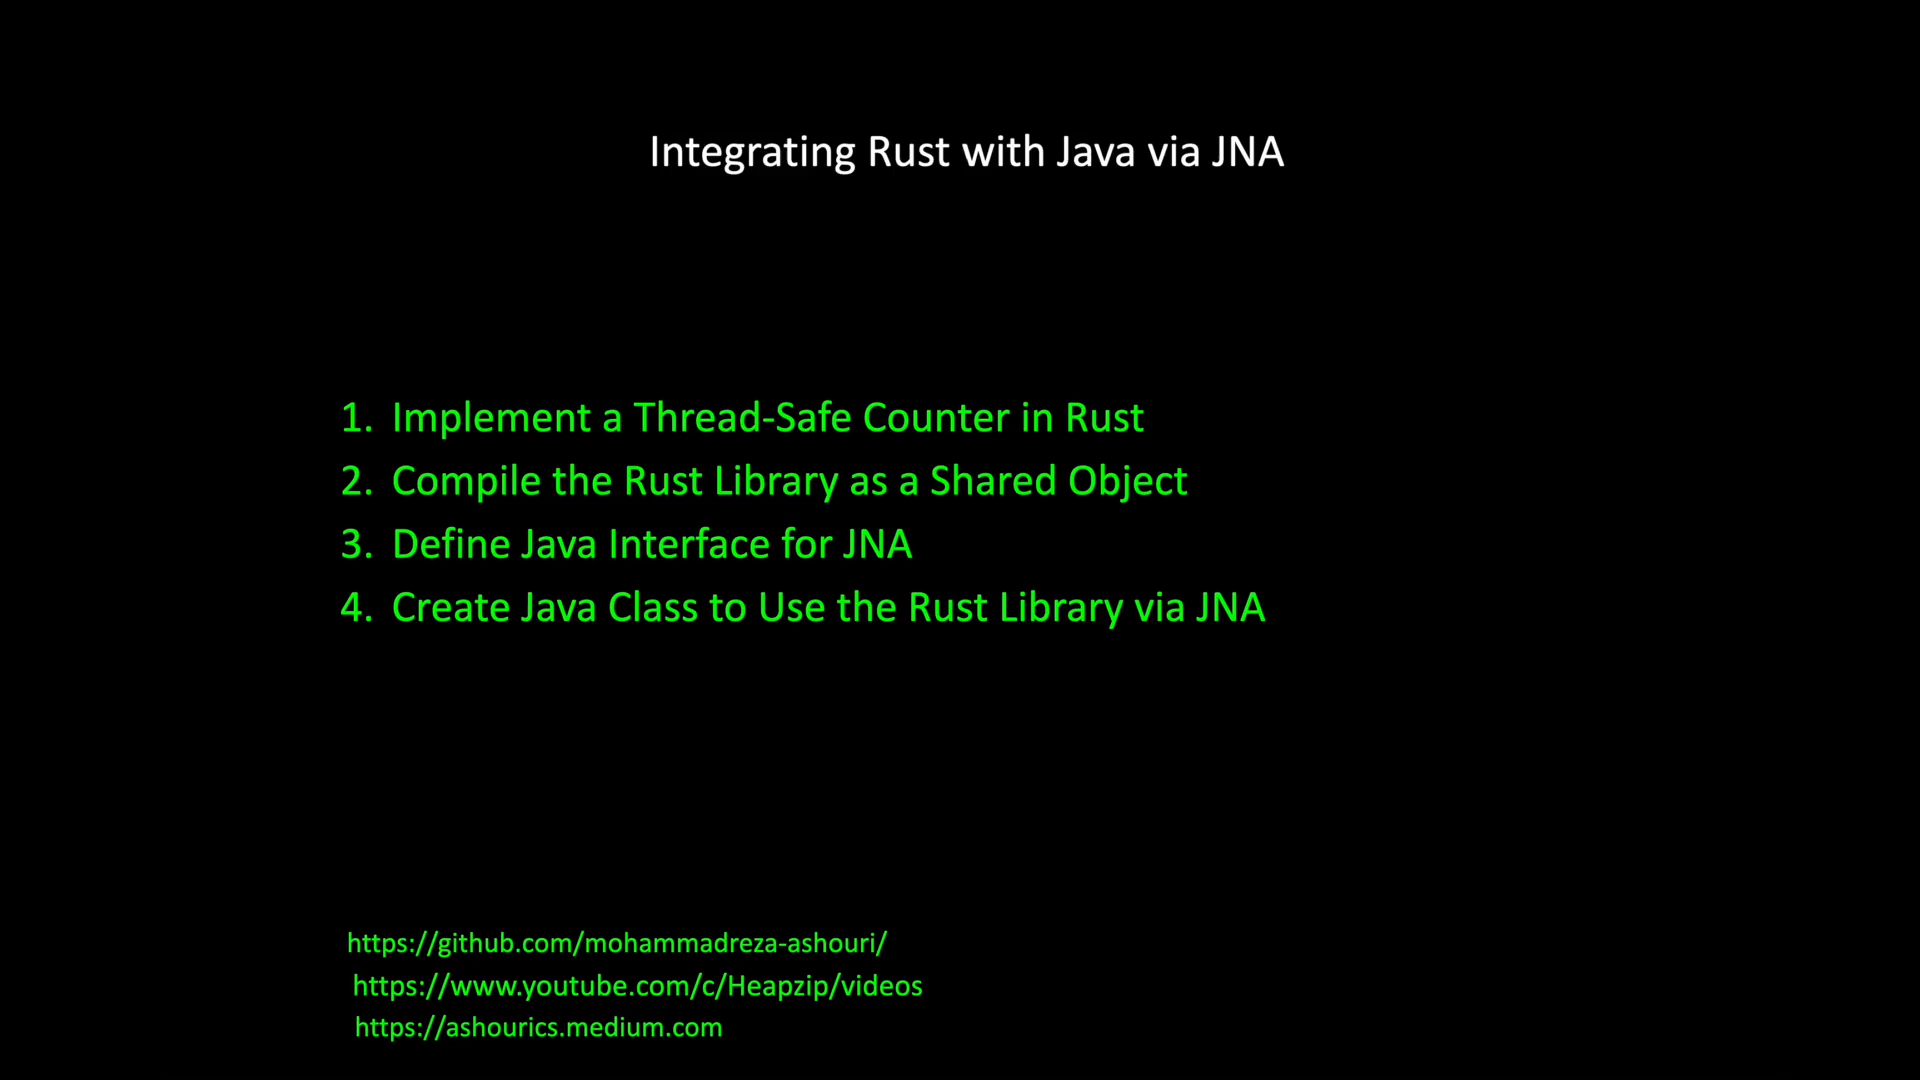 Integrating Rust with Java via JNA
1. Implement a Thread-Safe Counter in Rust
2. Compile the Rust Library as a Shared Object
3. Define Java Interface for JNA
4. Create Java Class to Use the Rust Library via JNA
https://github.com/mohammadreza-ashouri/
https://www.youtube.com/c/Heapzip/videos
https://ashourics.medium.com